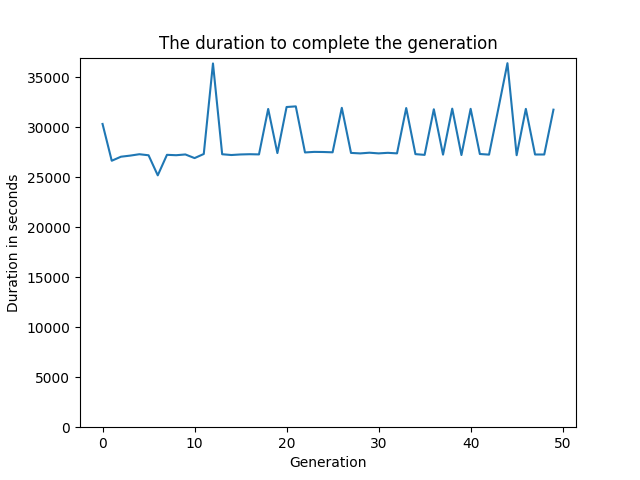 The duration to complete the generation
35000
30000
25000
20000
15000
10000
5000
0
Duration in seconds
0 10 20 30 40 50
Generation